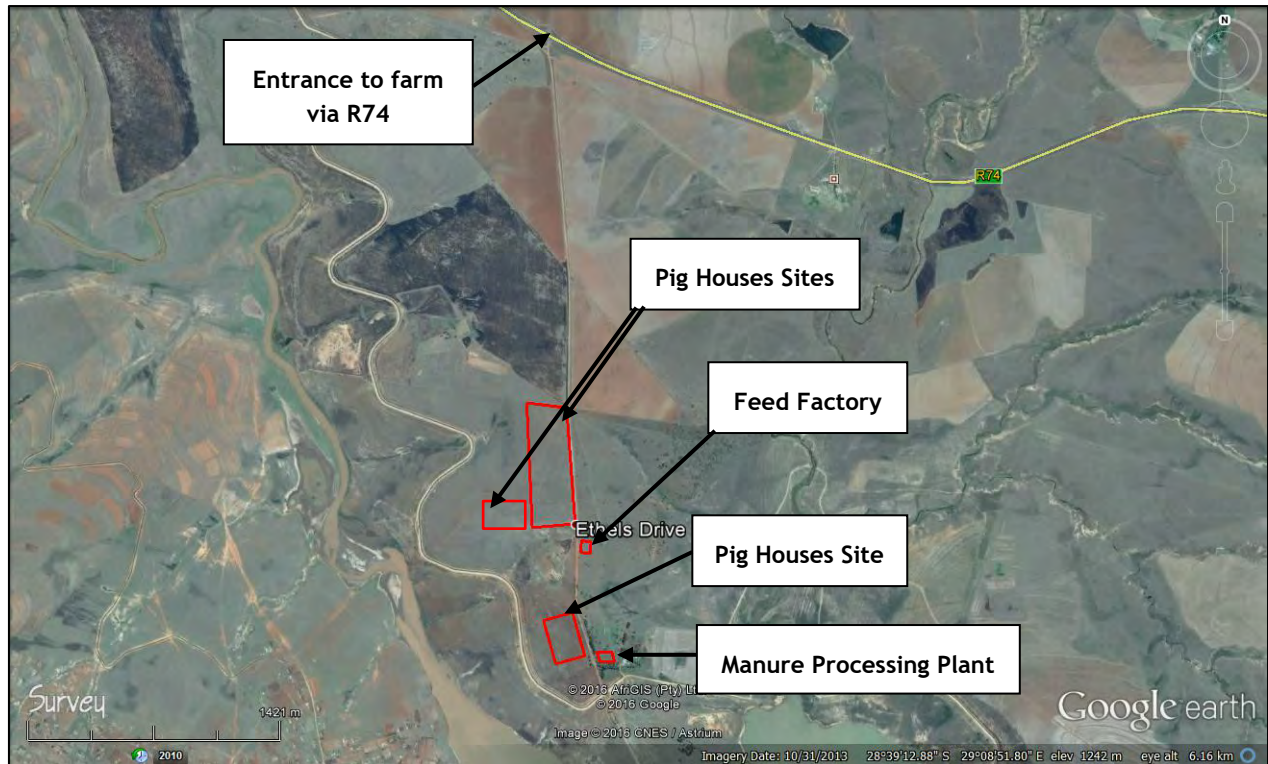 N
Entrance to farm
via R74
R74
Pig Houses Sites
Feed Factory
Ethels Drive
Pig Houses Site
Manure Processing Plant
© 2016 AfriGIS (Pty) Lt
© 2016 Google
Image © 2016 CNES / Astrium
Survey
1421 m
Google earth
2010
Imagery Date: 10/31/2013 28°39'12.88" S 29°08'51.80" E elev 1242 m eye alt 6.16 km